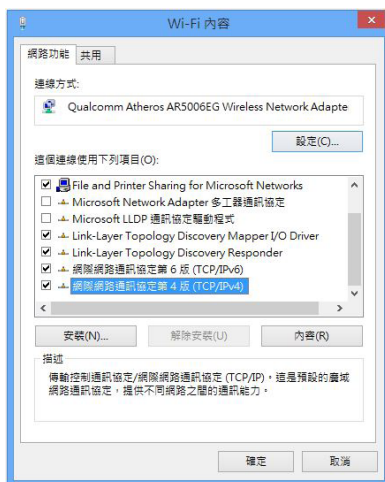 Wi-Fi 內容
網路功能
共用
連線方式:
Qualcomm Atheros AR5006EG Wireless Network Adapte
設定(C)...
這個連線使用下列項目(O):
File and Printer Sharing for Microsoft Networks
Microsoft Network Adapter 多工器通訊協定
Microsoft LLDP 通訊協定驅動程式
Link-Layer Topology Discovery Mapper I/O Driver
Link-Layer Topology Discovery Responder
網際網路通訊協定第 6 版 (TCP/IPv6)
網際網路通訊協定第 4 版 (TCP/IPv4)
安裝(N)...
解除安裝(U)
內容(R)
描述
傳輸控制通訊協定/網際網路通訊協定 (TCP/IP)。這是預設的廣域
網路通訊協定，提供不同網路之間的通訊能力。
確定
取消